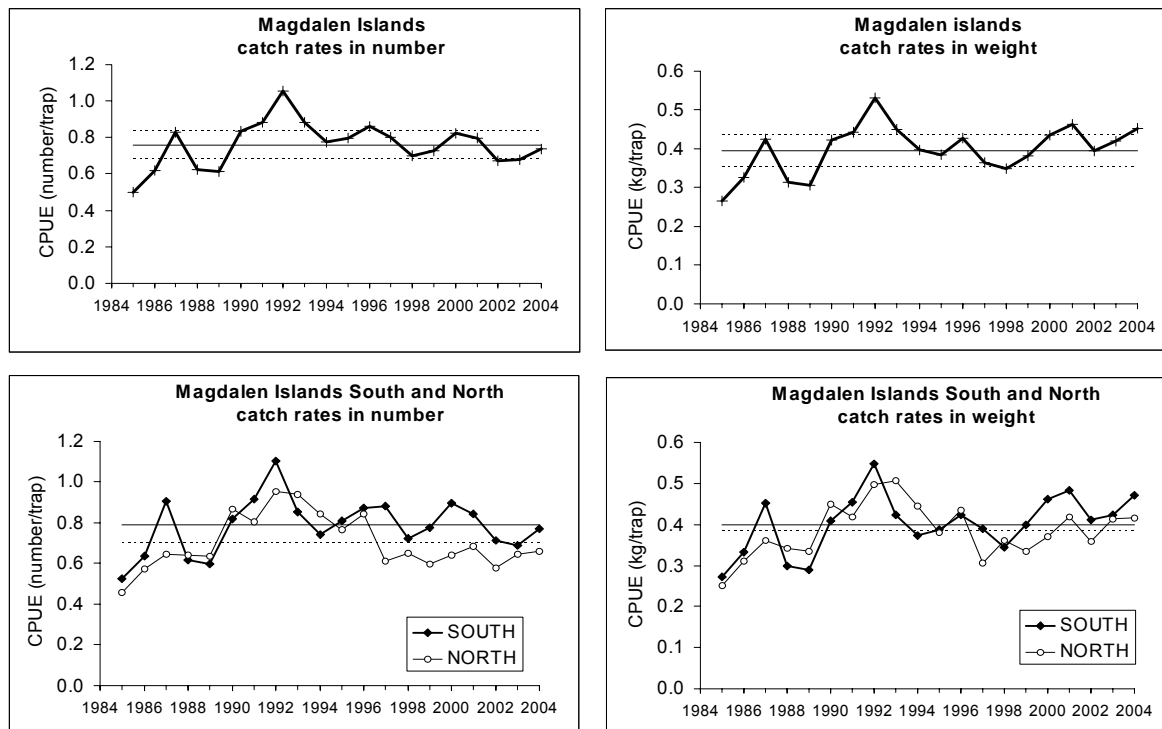 Magdalen Islands
catch rates in number
1.2
1.0
0.8
0.6
0.4
0.2
0.0
CPUE (number/trap)
1984 1986 1988 1990 1992 1994 1996 1998 2000 2002 2004
Magdalen islands
catch rates in weight
0.6
0.5
0.4
0.3
0.2
0.1
0.0
CPUE (kg/trap)
1984 1986 1988 1990 1992 1994 1996 1998 2000 2002 2004
Magdalen Islands South and North
catch rates in number
1.2
1.0
0.8
0.6
0.4
0.2
0.0
CPUE (number/trap)
SOUTH
NORTH
1984 1986 1988 1990 1992 1994 1996 1998 2000 2002 2004
Magdalen Islands South and North
catch rates in weight
0.6
0.5
0.4
0.3
0.2
0.1
0.0
CPUE (kg/trap)
SOUTH
NORTH
1984 1986 1988 1990 1992 1994 1996 1998 2000 2002 2004